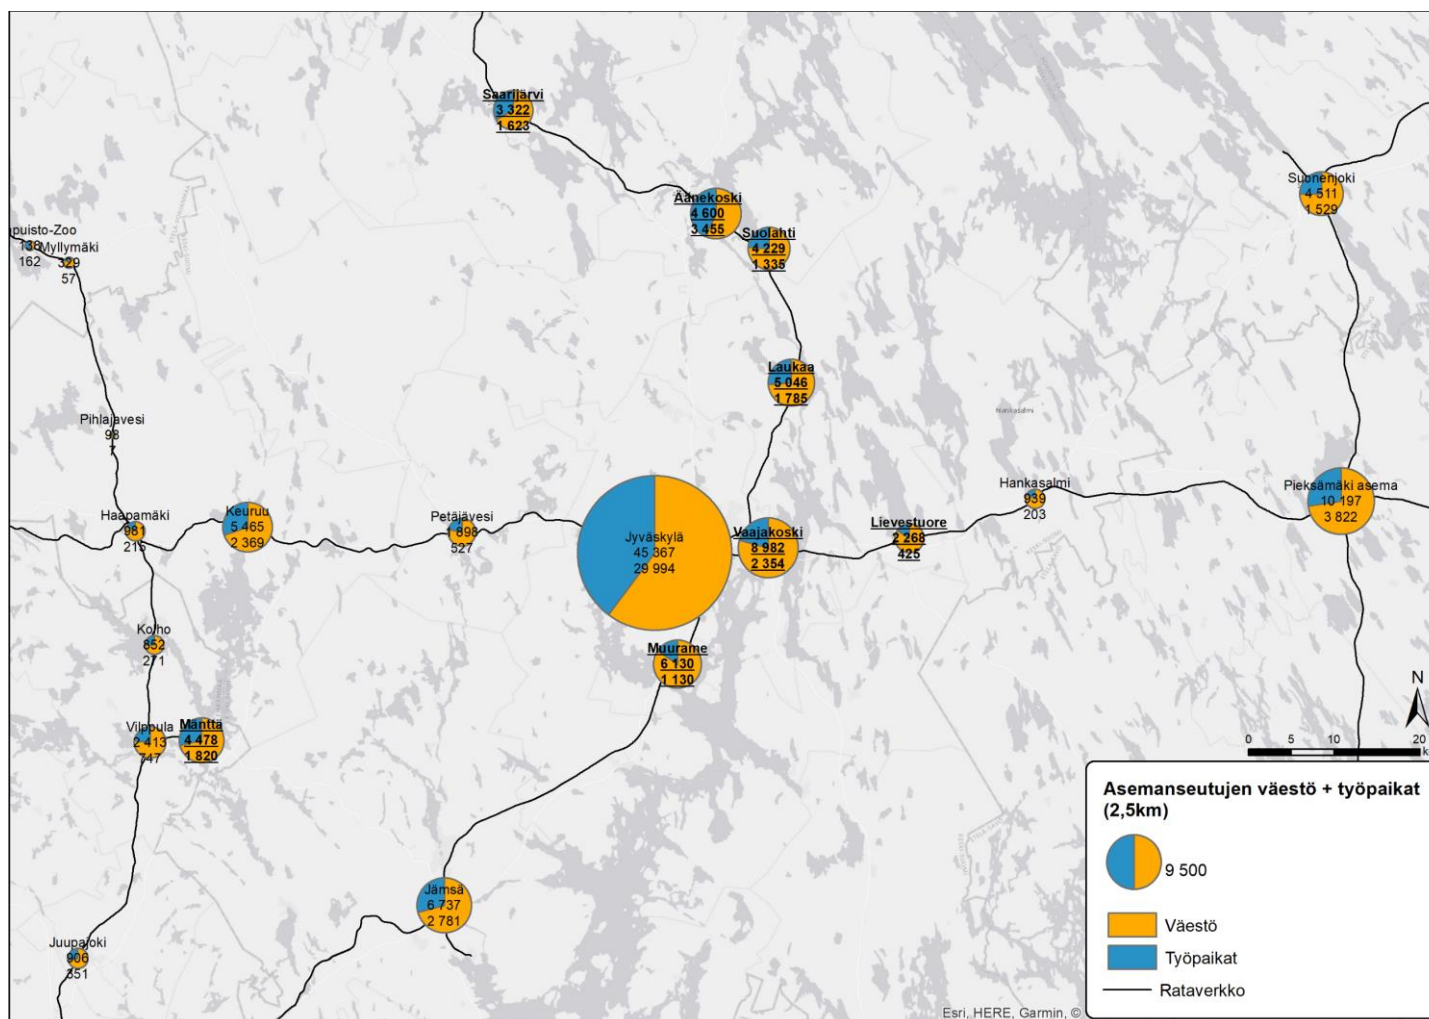 Saarijärvi
3 322
1 623
Äänekoski
4 600
3 455
Suolahti
4 229
1 335
Suonenjoki
4 511
1 529
puisto-Zoo
138
162
Myllymäki
329
57
Laukaa
5 046
1 785
Pihlajavesi
98
7
Haapamäki
981
215
Keuruu
5 465
2 369
Petäjävesi
1 898
527
Jyväskylä
45 367
29 994
Vaajakoski
8 982
2 354
Lievestuore
2 268
425
Hankasalmi
Hankasalmi
939
203
Pieksämäki asema
10 197
3 822
Kolho
852
271
Muurame
6 130
1 130
Vilppula
2 413
747
Mänttä
4 478
1 820
Jämsä
6 737
2 781
Juupajoki
906
351
N
0 5 10 20
Asemanseutujen väestö + työpaikat
(2,5km)
9 500
Väestö
Työpaikat
Rataverkko
Esri, HERE, Garmin, ©